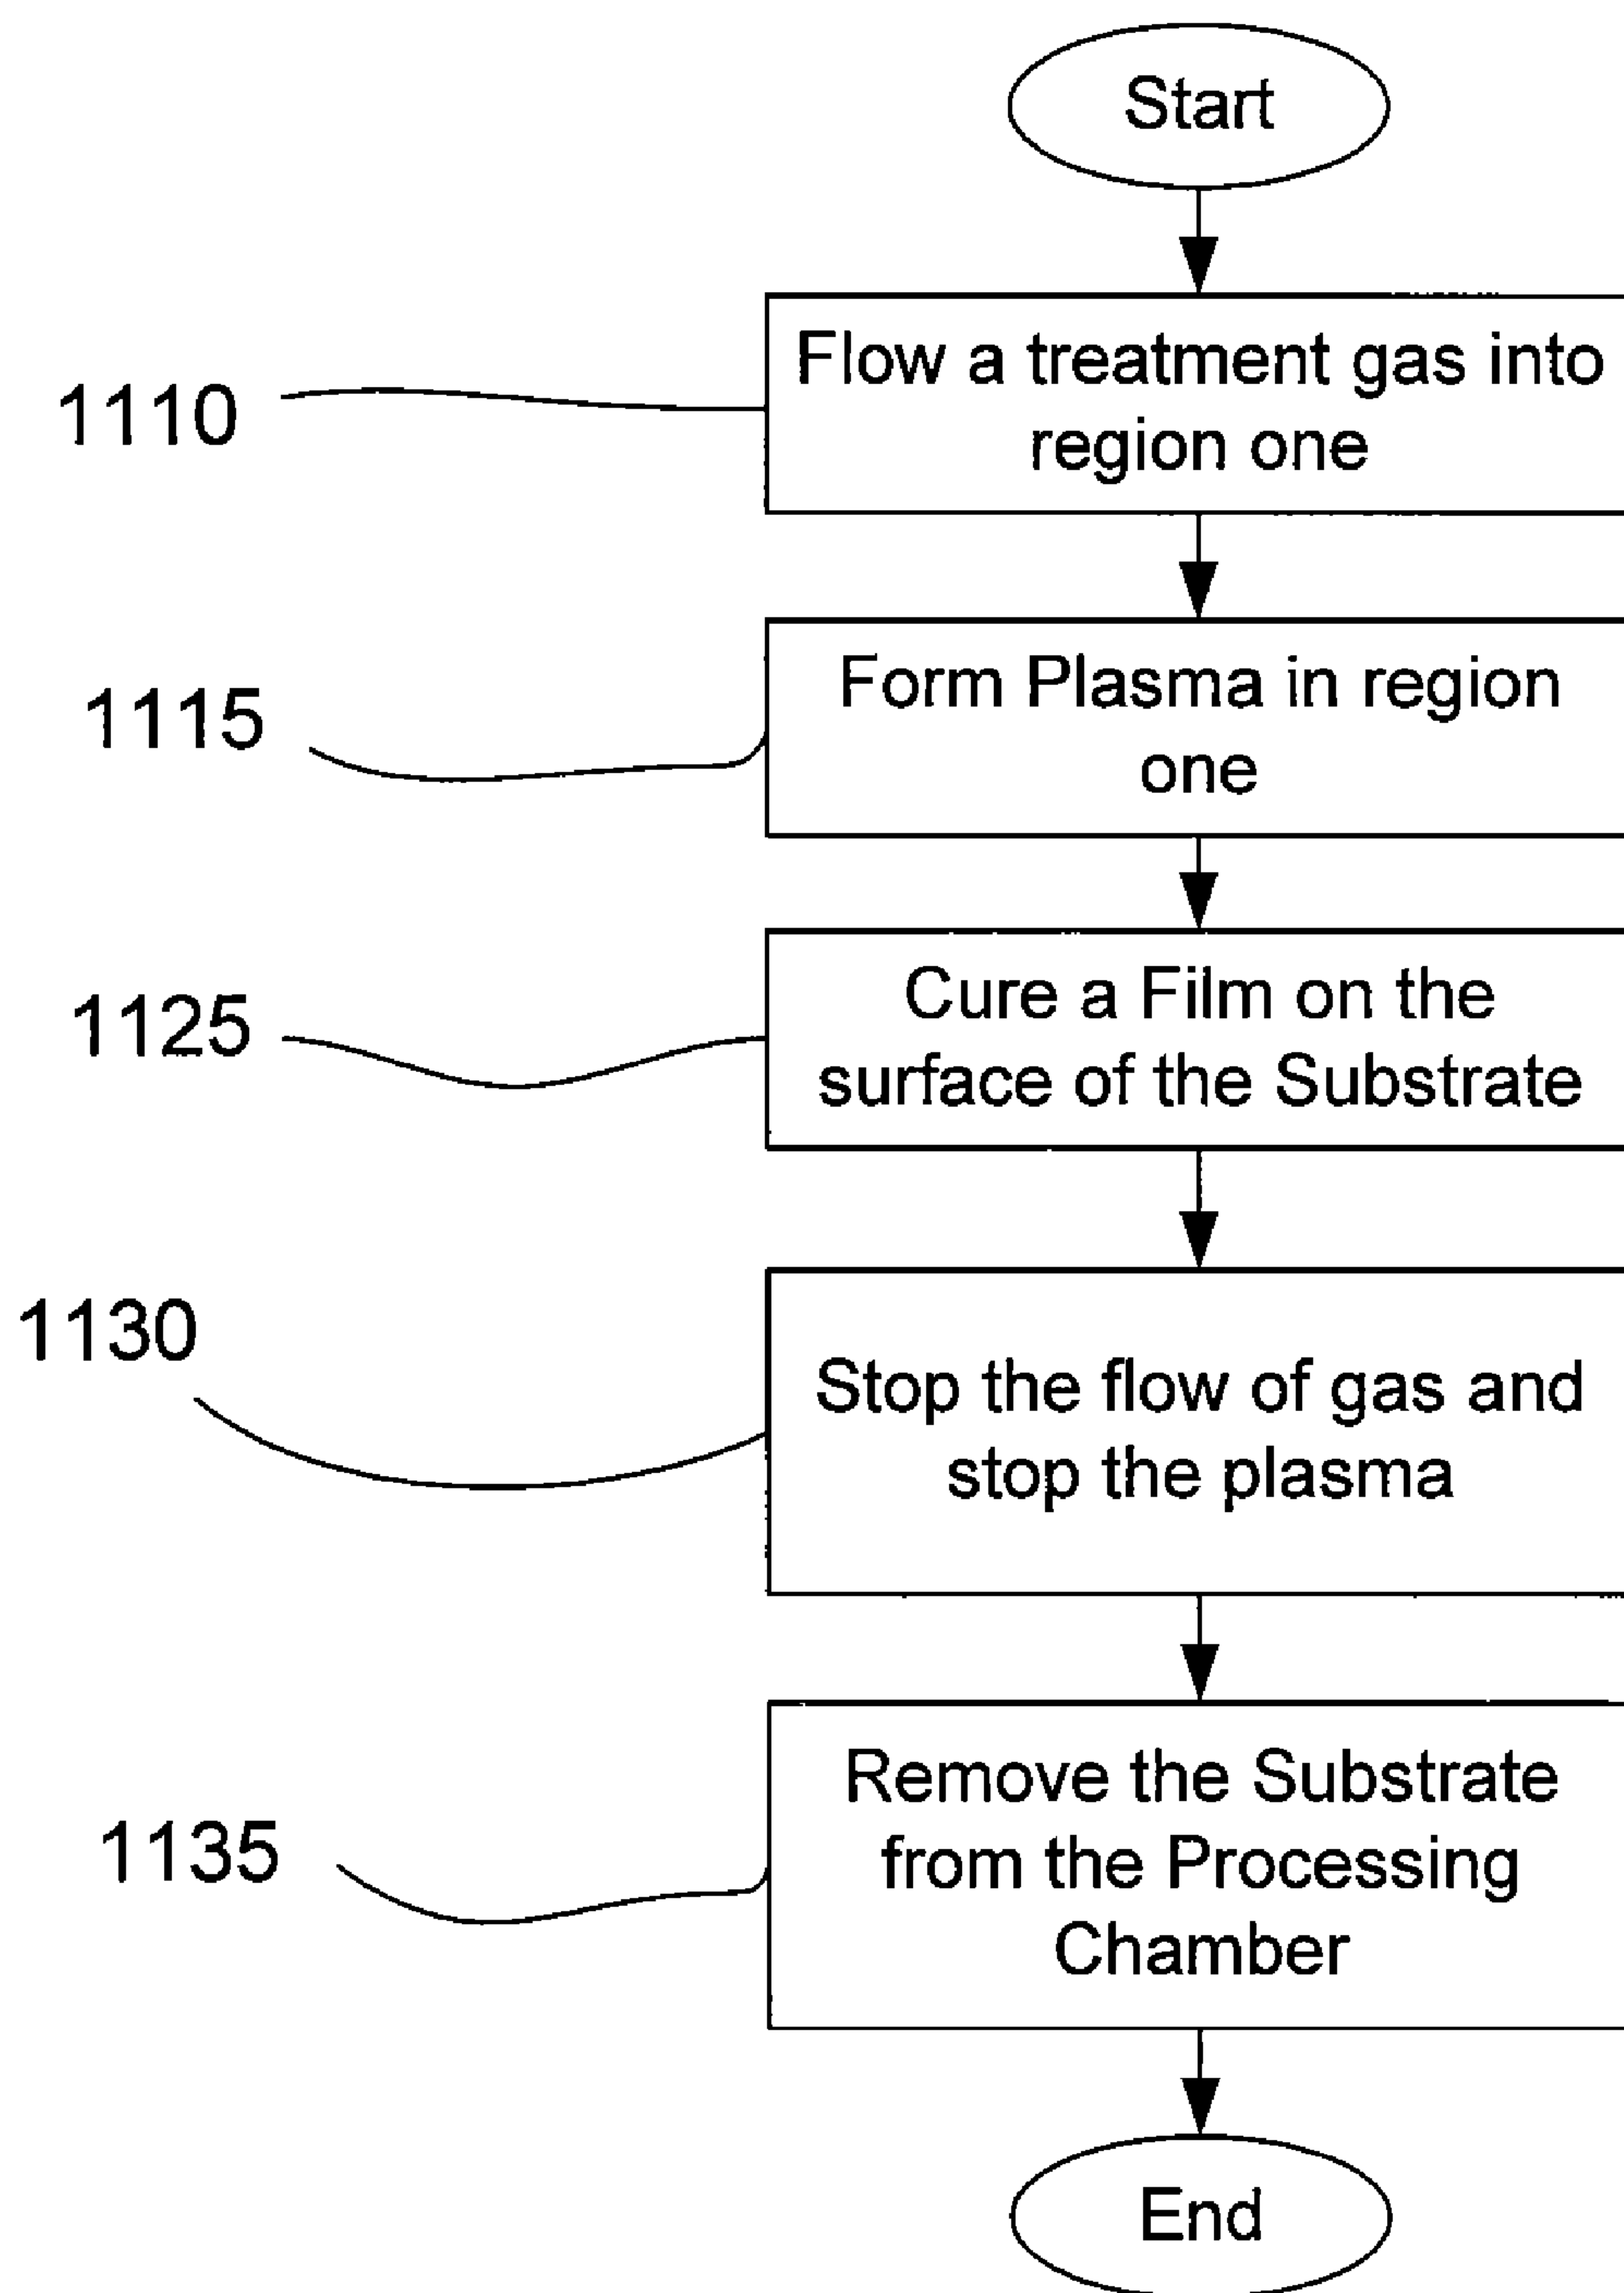 Start
1110
Flow a treatment gas into
region one
1115
Form Plasma in region
one
1125
Cure a Film on the
surface of the Substrate
1130
Stop the flow of gas and
stop the plasma
1135
Remove the Substrate
from the Processing
Chamber
End